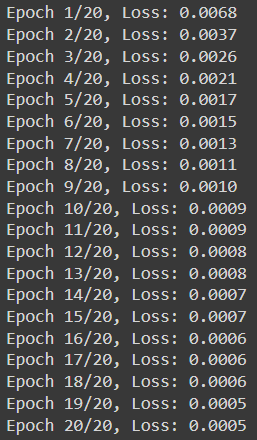 Epoch 1/20, Loss: 0.0068
Epoch 2/20, Loss: 0.0037
Epoch 3/20, Loss: 0.0026
Epoch 4/20, Loss: 0.0021
Epoch 5/20, Loss: 0.0017
Epoch 6/20, Loss: 0.0015
Epoch 7/20, Loss: 0.0013
Epoch 8/20, Loss: 0.0011
Epoch 9/20, Loss: 0.0010
Epoch 10/20, Loss: 0.0009
Epoch 11/20, Loss: 0.0009
Epoch 12/20, Loss: 0.0008
Epoch 13/20, Loss: 0.0008
Epoch 14/20, Loss: 0.0007
Epoch 15/20, Loss: 0.0007
Epoch 16/20, Loss: 0.0006
Epoch 17/20, Loss: 0.0006
Epoch 18/20, Loss: 0.0006
Epoch 19/20, Loss: 0.0005
Epoch 20/20, Loss: 0.0005